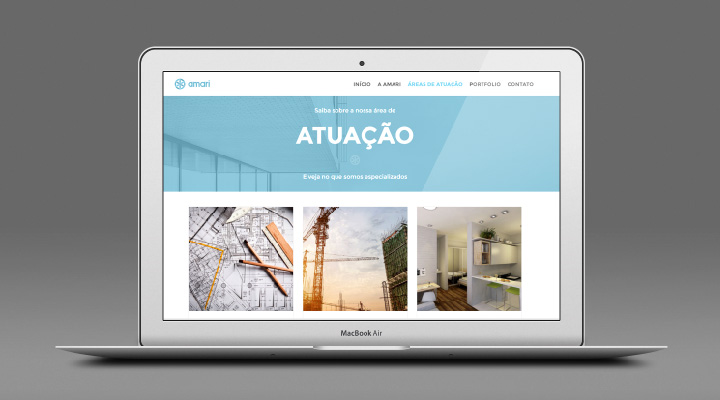 amari
INÍCIO A AMARI ÁREAS DE ATUAÇÃO PORTFOLIO CONTATO
Saiba sobre a nossa área de
ATUAÇÃO
E veja no que somos especializados
MacBook Air